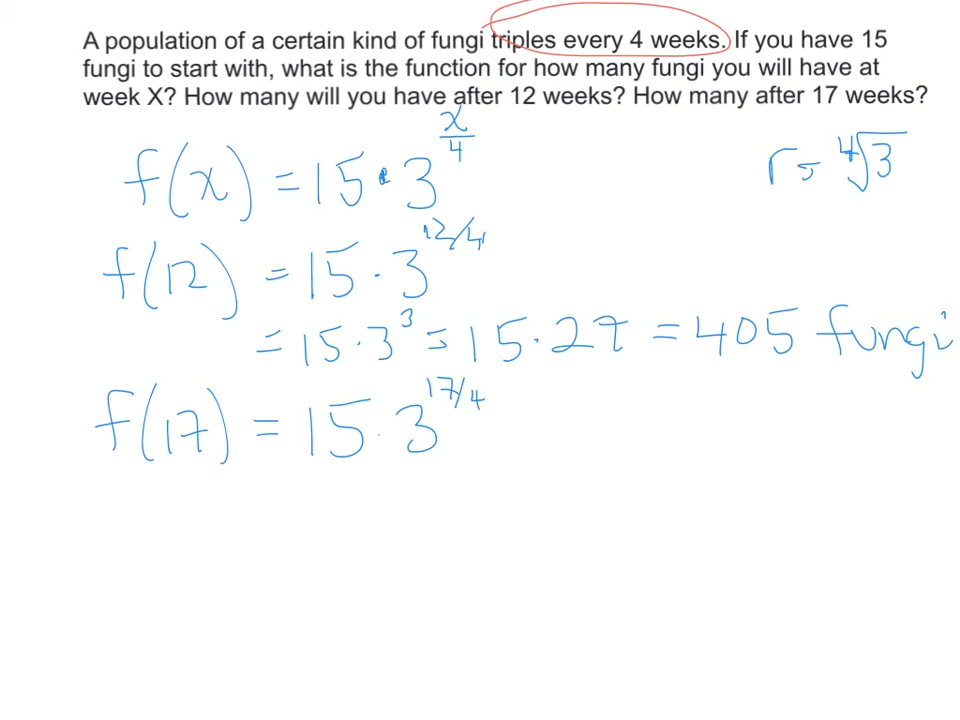 A population of a certain kind of fungi triples every 4 weeks. If you have 15
fungi to start with, what is the function for how many fungi you will have at
week X? How many will you have after 12 weeks? How many after 17 weeks?
f(x) = 15 · 3^(x/4)
r = ∜3
f(12) = 15 · 3^(12/4)
= 15 · 3^3 = 15 · 27 = 405 fungi
f(17) = 15 · 3^(17/4)